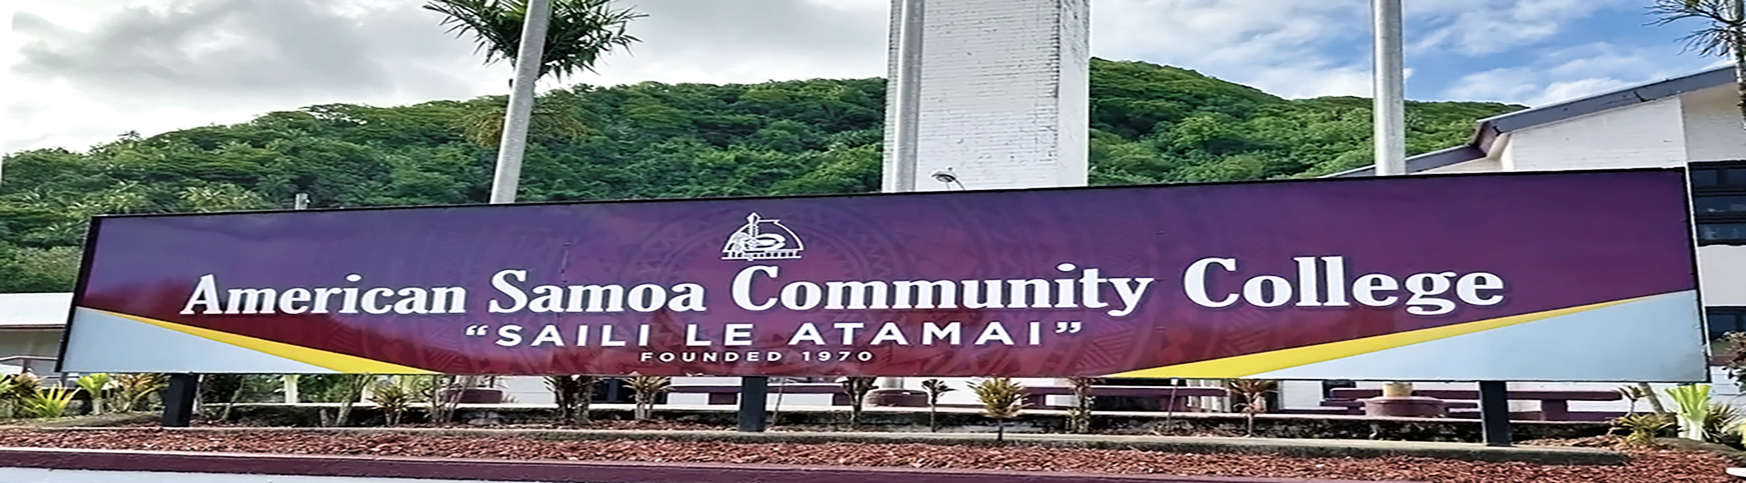 American Samoa Community College
“SAILI LE ATAMAI”
FOUNDED 1970